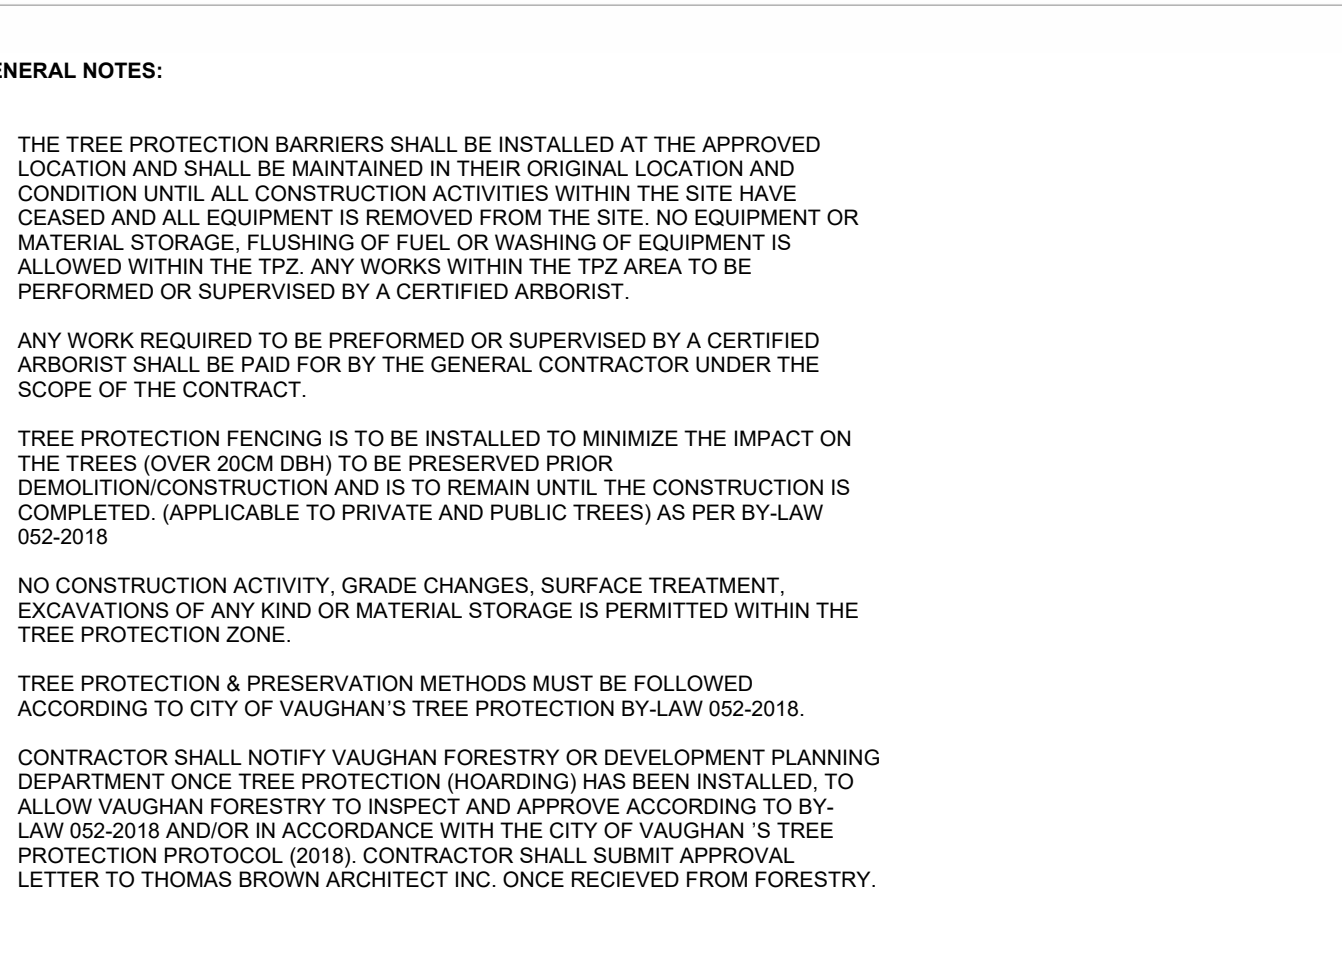 ENERAL NOTES:
THE TREE PROTECTION BARRIERS SHALL BE INSTALLED AT THE APPROVED
LOCATION AND SHALL BE MAINTAINED IN THEIR ORIGINAL LOCATION AND
CONDITION UNTIL ALL CONSTRUCTION ACTIVITIES WITHIN THE SITE HAVE
CEASED AND ALL EQUIPMENT IS REMOVED FROM THE SITE. NO EQUIPMENT OR
MATERIAL STORAGE, FLUSHING OF FUEL OR WASHING OF EQUIPMENT IS
ALLOWED WITHIN THE TPZ. ANY WORKS WITHIN THE TPZ AREA TO BE
PERFORMED OR SUPERVISED BY A CERTIFIED ARBORIST.
ANY WORK REQUIRED TO BE PREFORMED OR SUPERVISED BY A CERTIFIED
ARBORIST SHALL BE PAID FOR BY THE GENERAL CONTRACTOR UNDER THE
SCOPE OF THE CONTRACT.
TREE PROTECTION FENCING IS TO BE INSTALLED TO MINIMIZE THE IMPACT ON
THE TREES (OVER 20CM DBH) TO BE PRESERVED PRIOR
DEMOLITION/CONSTRUCTION AND IS TO REMAIN UNTIL THE CONSTRUCTION IS
COMPLETED. (APPLICABLE TO PRIVATE AND PUBLIC TREES) AS PER BY-LAW
052-2018
NO CONSTRUCTION ACTIVITY, GRADE CHANGES, SURFACE TREATMENT,
EXCAVATIONS OF ANY KIND OR MATERIAL STORAGE IS PERMITTED WITHIN THE
TREE PROTECTION ZONE.
TREE PROTECTION & PRESERVATION METHODS MUST BE FOLLOWED
ACCORDING TO CITY OF VAUGHAN’S TREE PROTECTION BY-LAW 052-2018.
CONTRACTOR SHALL NOTIFY VAUGHAN FORESTRY OR DEVELOPMENT PLANNING
DEPARTMENT ONCE TREE PROTECTION (HOARDING) HAS BEEN INSTALLED, TO
ALLOW VAUGHAN FORESTRY TO INSPECT AND APPROVE ACCORDING TO BY-
LAW 052-2018 AND/OR IN ACCORDANCE WITH THE CITY OF VAUGHAN ’S TREE
PROTECTION PROTOCOL (2018). CONTRACTOR SHALL SUBMIT APPROVAL
LETTER TO THOMAS BROWN ARCHITECT INC. ONCE RECIEVED FROM FORESTRY.